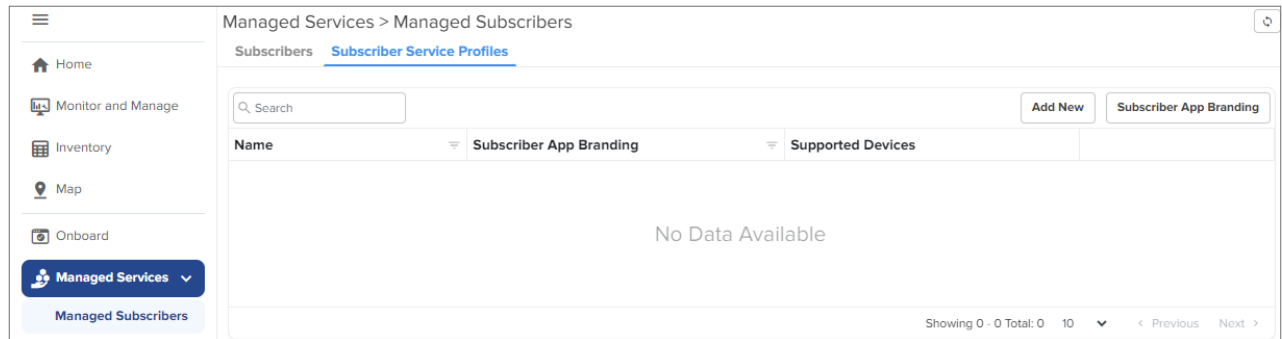 Managed Services > Managed Subscribers
Subscribers Subscriber Service Profiles
Home
Monitor and Manage
Inventory
Map
Onboard
Managed Services
Managed Subscribers
Search
Add New
Subscriber App Branding
Name Subscriber App Branding Supported Devices
No Data Available
Showing 0 - 0 Total: 0 10 < Previous Next >